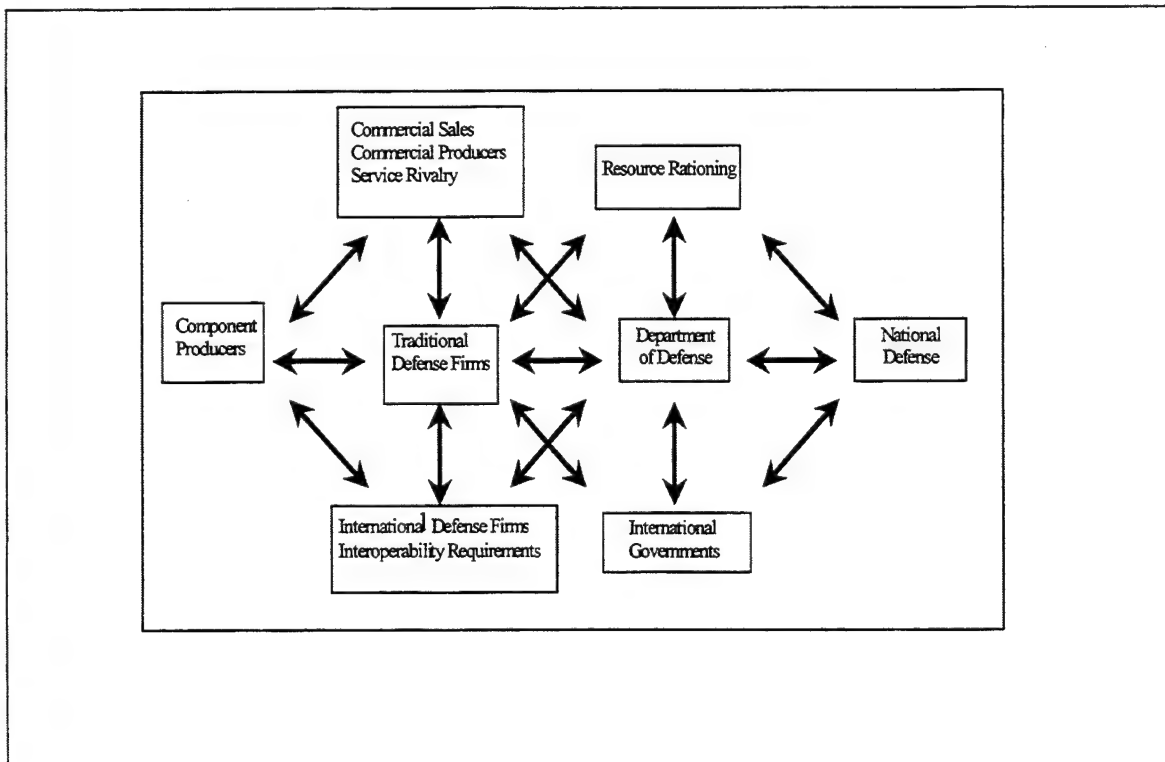 Commercial Sales
Commercial Producers
Service Rivalry
Resource Rationing
Component
Producers
Traditional
Defense Firms
Department
of Defense
National
Defense
International Defense Firms
Interoperability Requirements
International
Governments